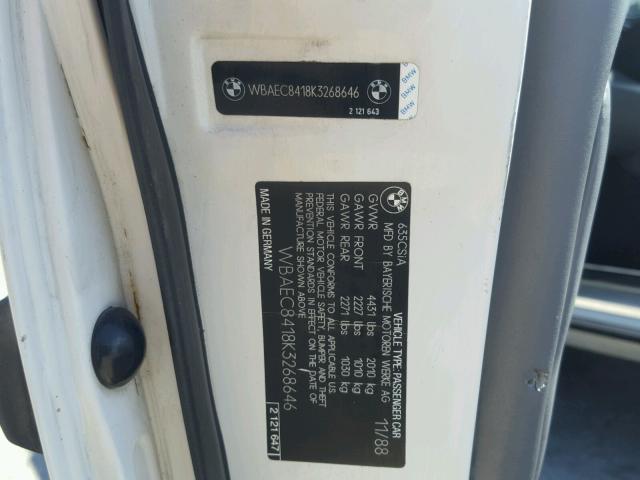 WBAEC8418K3268646
2 121 643
BMW
BMW
BMW
635CSiA VEHICLE TYPE PASSENGER CAR
MFD BY BAYERISCHE MOTOREN WERKE AG 11/88
GVWR 4431 lbs 2010 kg
GAWR FRONT 2227 lbs 1010 kg
GAWR REAR 2271 lbs 1030 kg
THIS VEHICLE CONFORMS TO ALL APPLICABLE U.S.
FEDERAL MOTOR VEHICLE SAFETY, BUMPER AND THEFT
PREVENTION STANDARDS IN EFFECT ON THE DATE OF
MANUFACTURE SHOWN ABOVE
WBAEC8418K3268646
MADE IN GERMANY 2 121 647